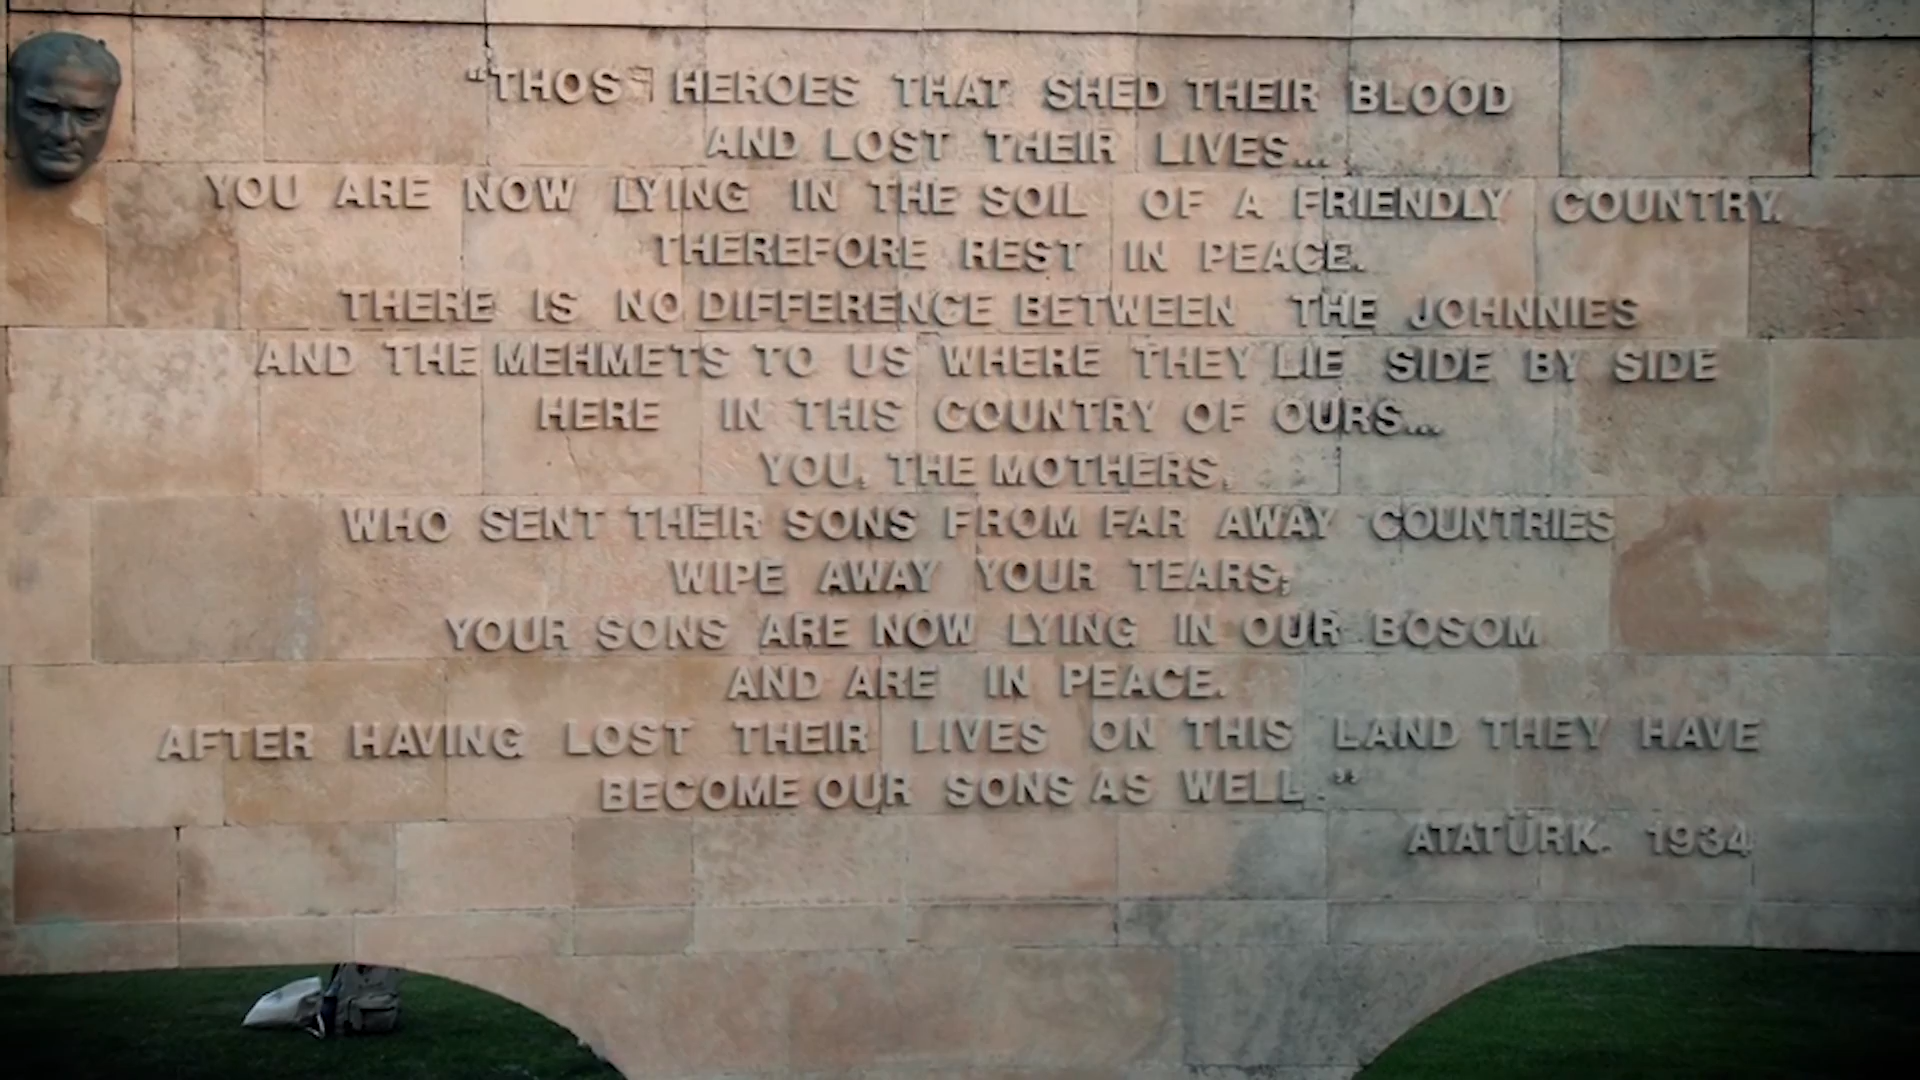 “THOSE HEROES THAT SHED THEIR BLOOD
AND LOST THEIR LIVES...
YOU ARE NOW LYING IN THE SOIL OF A FRIENDLY COUNTRY.
THEREFORE REST IN PEACE.
THERE IS NO DIFFERENCE BETWEEN THE JOHNNIES
AND THE MEHMETS TO US WHERE THEY LIE SIDE BY SIDE
HERE IN THIS COUNTRY OF OURS...
YOU, THE MOTHERS,
WHO SENT THEIR SONS FROM FAR AWAY COUNTRIES
WIPE AWAY YOUR TEARS;
YOUR SONS ARE NOW LYING IN OUR BOSOM
AND ARE IN PEACE.
AFTER HAVING LOST THEIR LIVES ON THIS LAND THEY HAVE
BECOME OUR SONS AS WELL.”
ATATÜRK. 1934